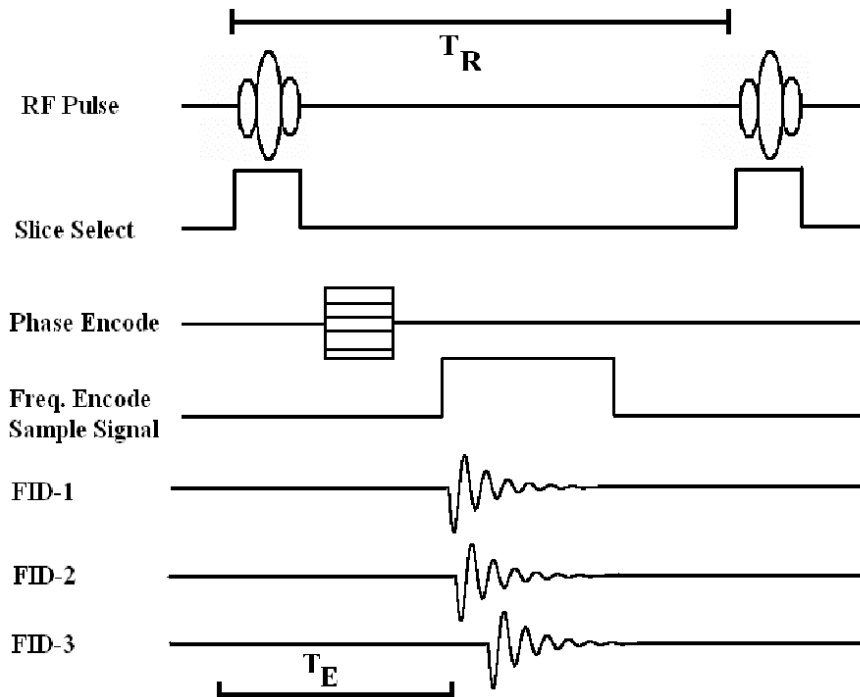 T_R
RF Pulse
Slice Select
Phase Encode
Freq. Encode
Sample Signal
FID-1
FID-2
FID-3
T_E